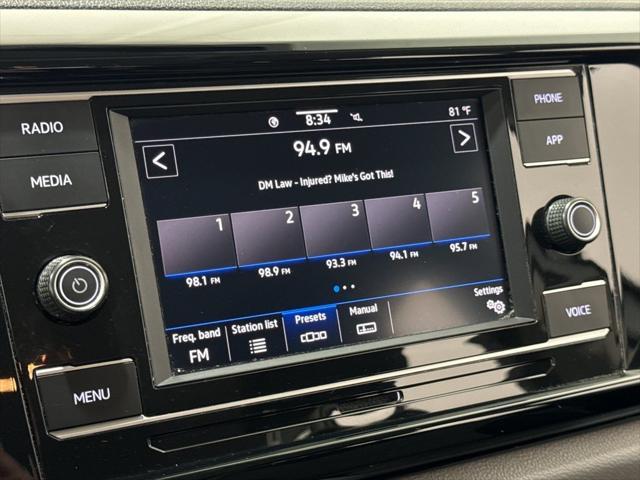 RADIO
MEDIA
MENU
8:34
81 °F
94.9 FM
DM Law - Injured? Mike's Got This!
1 2 3 4 5
98.1 FM 98.9 FM 93.3 FM 94.1 FM 95.7 FM
Freq. band Station list Presets Manual Settings
FM
PHONE
APP
VOICE